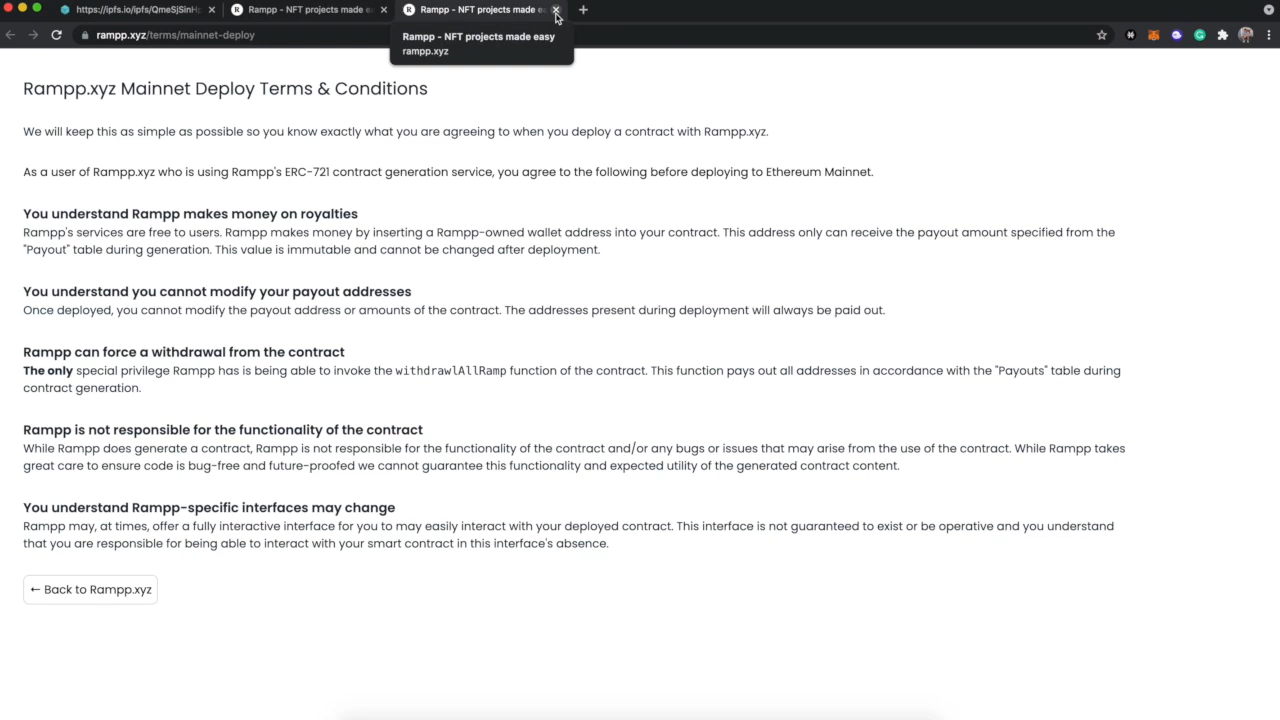 https://ipfs.io/ipfs/QmeSjSinH
Rampp - NFT projects made e
Rampp - NFT projects made e
rampp.xyz/terms/mainnet-deploy
Rampp - NFT projects made easy
rampp.xyz
Rampp.xyz Mainnet Deploy Terms & Conditions
We will keep this as simple as possible so you know exactly what you are agreeing to when you deploy a contract with Rampp.xyz.
As a user of Rampp.xyz who is using Rampp's ERC-721 contract generation service, you agree to the following before deploying to Ethereum Mainnet.
You understand Rampp makes money on royalties
Rampp's services are free to users. Rampp makes money by inserting a Rampp-owned wallet address into your contract. This address only can receive the payout amount specified from the
"Payout" table during generation. This value is immutable and cannot be changed after deployment.
You understand you cannot modify your payout addresses
Once deployed, you cannot modify the payout address or amounts of the contract. The addresses present during deployment will always be paid out.
Rampp can force a withdrawal from the contract
The only special privilege Rampp has is being able to invoke the withdrawlAllRamp function of the contract. This function pays out all addresses in accordance with the "Payouts" table during
contract generation.
Rampp is not responsible for the functionality of the contract
While Rampp does generate a contract, Rampp is not responsible for the functionality of the contract and/or any bugs or issues that may arise from the use of the contract. While Rampp takes
great care to ensure code is bug-free and future-proofed we cannot guarantee this functionality and expected utility of the generated contract content.
You understand Rampp-specific interfaces may change
Rampp may, at times, offer a fully interactive interface for you to may easily interact with your deployed contract. This interface is not guaranteed to exist or be operative and you understand
that you are responsible for being able to interact with your smart contract in this interface's absence.
← Back to Rampp.xyz